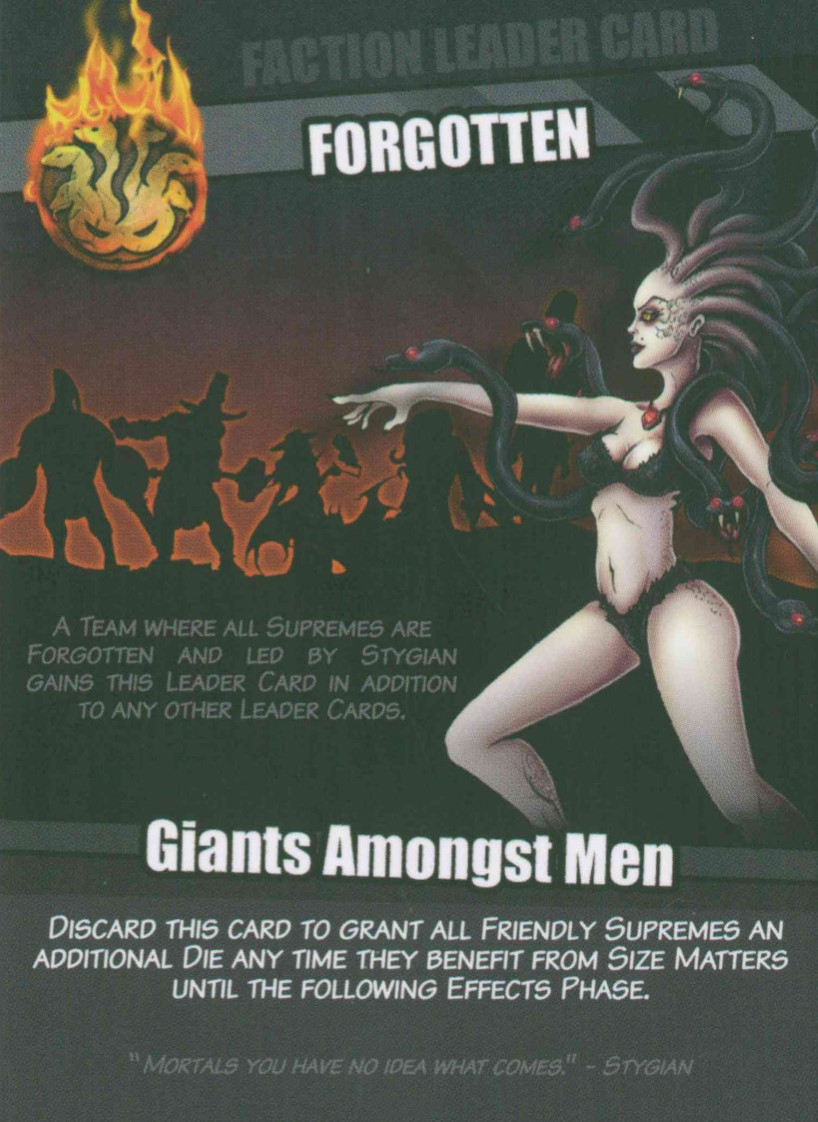 FACTION LEADER CARD
FORGOTTEN
A TEAM WHERE ALL SUPREMES ARE
FORGOTTEN AND LED BY STYGIAN
GAINS THIS LEADER CARD IN ADDITION
TO ANY OTHER LEADER CARDS.
Giants Amongst Men
DISCARD THIS CARD TO GRANT ALL FRIENDLY SUPREMES AN
ADDITIONAL DIE ANY TIME THEY BENEFIT FROM SIZE MATTERS
UNTIL THE FOLLOWING EFFECTS PHASE.
"MORTALS YOU HAVE NO IDEA WHAT COMES." - STYGIAN